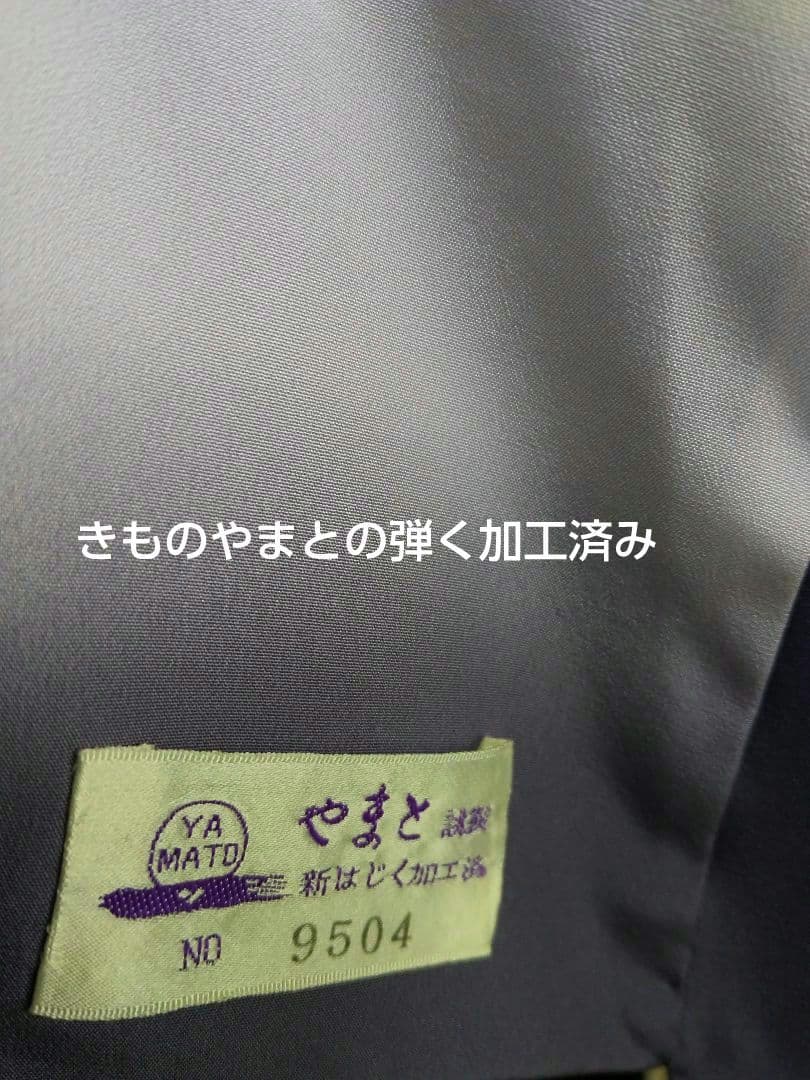 きものやまとの弾く加工済み
YA
MATO
やまと 謹製
新はじく加工済
NO 9504